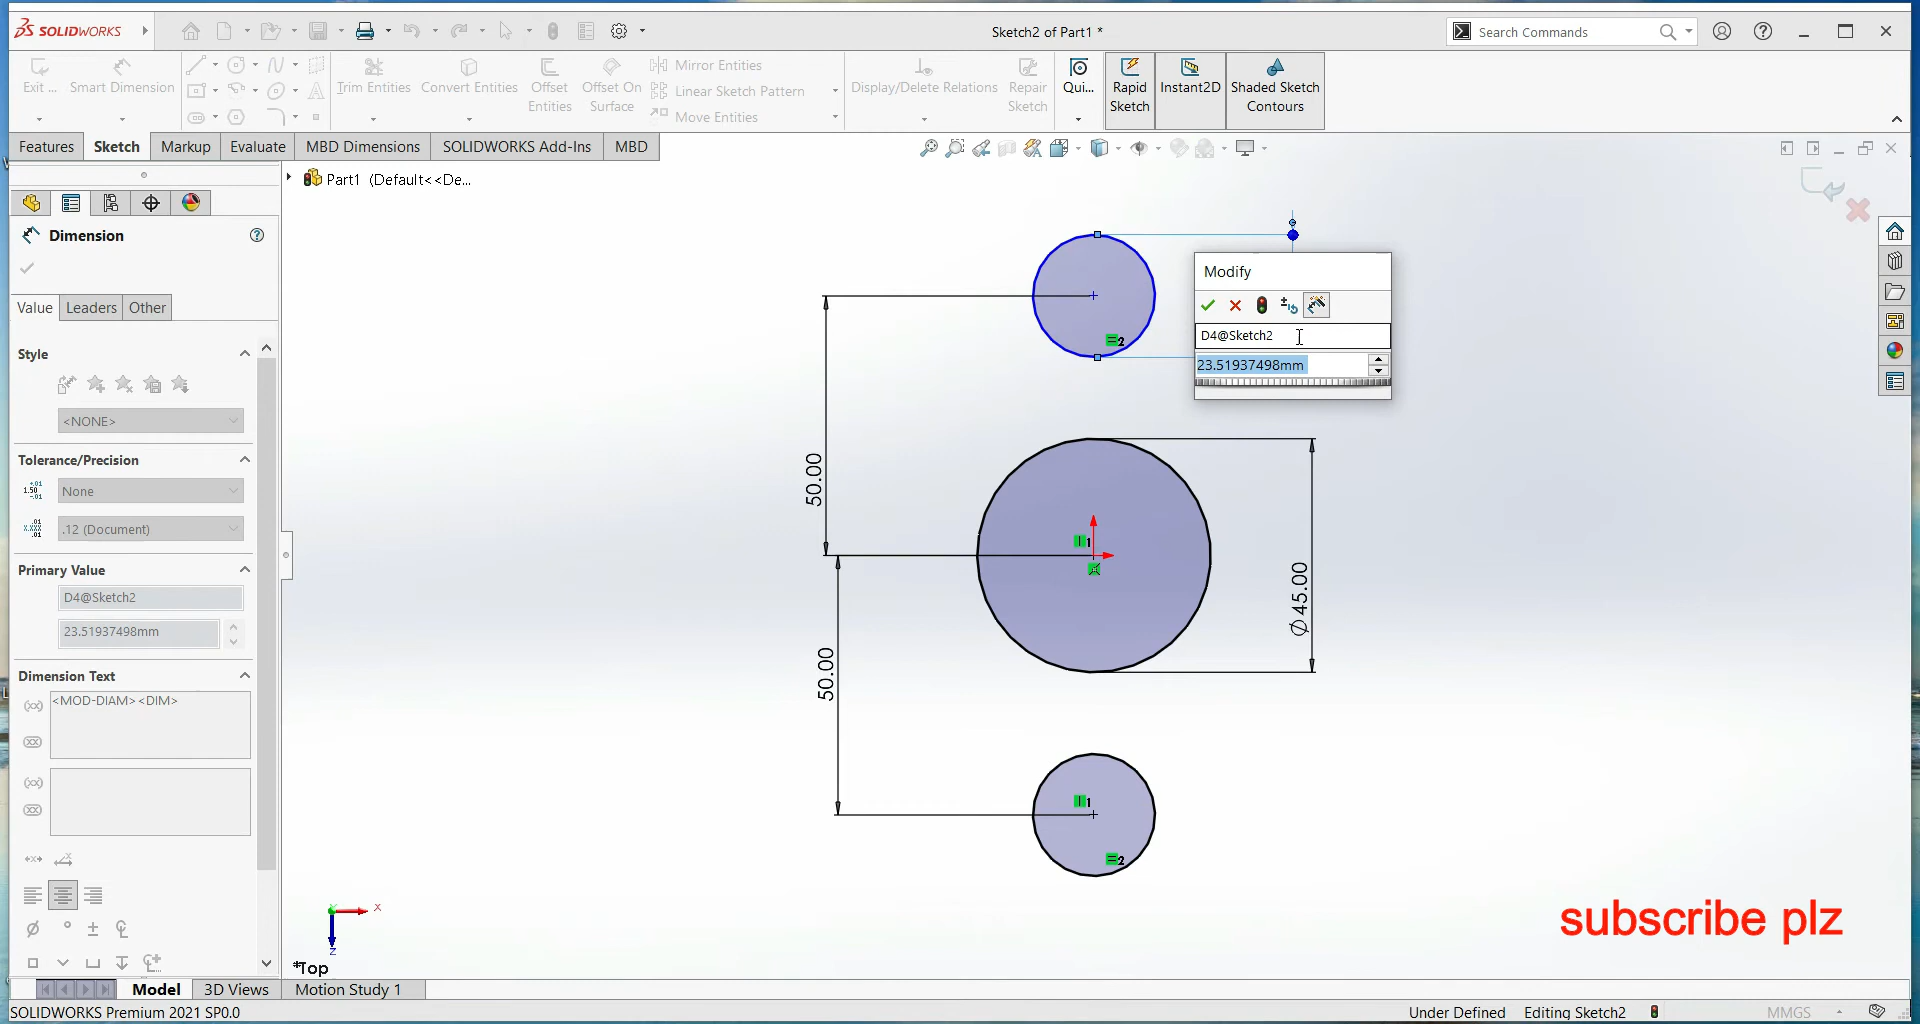 SOLIDWORKS
Sketch2 of Part1 *
Search Commands
Exit ...
Smart Dimension
Trim Entities
Convert Entities
Offset Entities
Offset On Surface
Mirror Entities
Linear Sketch Pattern
Move Entities
Display/Delete Relations
Repair Sketch
Qui...
Rapid Sketch
Instant2D
Shaded Sketch Contours
Features
Sketch
Markup
Evaluate
MBD Dimensions
SOLIDWORKS Add-Ins
MBD
Part1 (Default<<De...
Dimension
Value
Leaders
Other
Style
<NONE>
Tolerance/Precision
None
.12 (Document)
Primary Value
D4@Sketch2
23.51937498mm
Dimension Text
<MOD-DIAM><DIM>
Modify
D4@Sketch2
23.51937498mm
2
50.00
1
∅45.00
50.00
1
2
x
z
*Top
subscribe plz
Model
3D Views
Motion Study 1
SOLIDWORKS Premium 2021 SP0.0
Under Defined
Editing Sketch2
MMGS